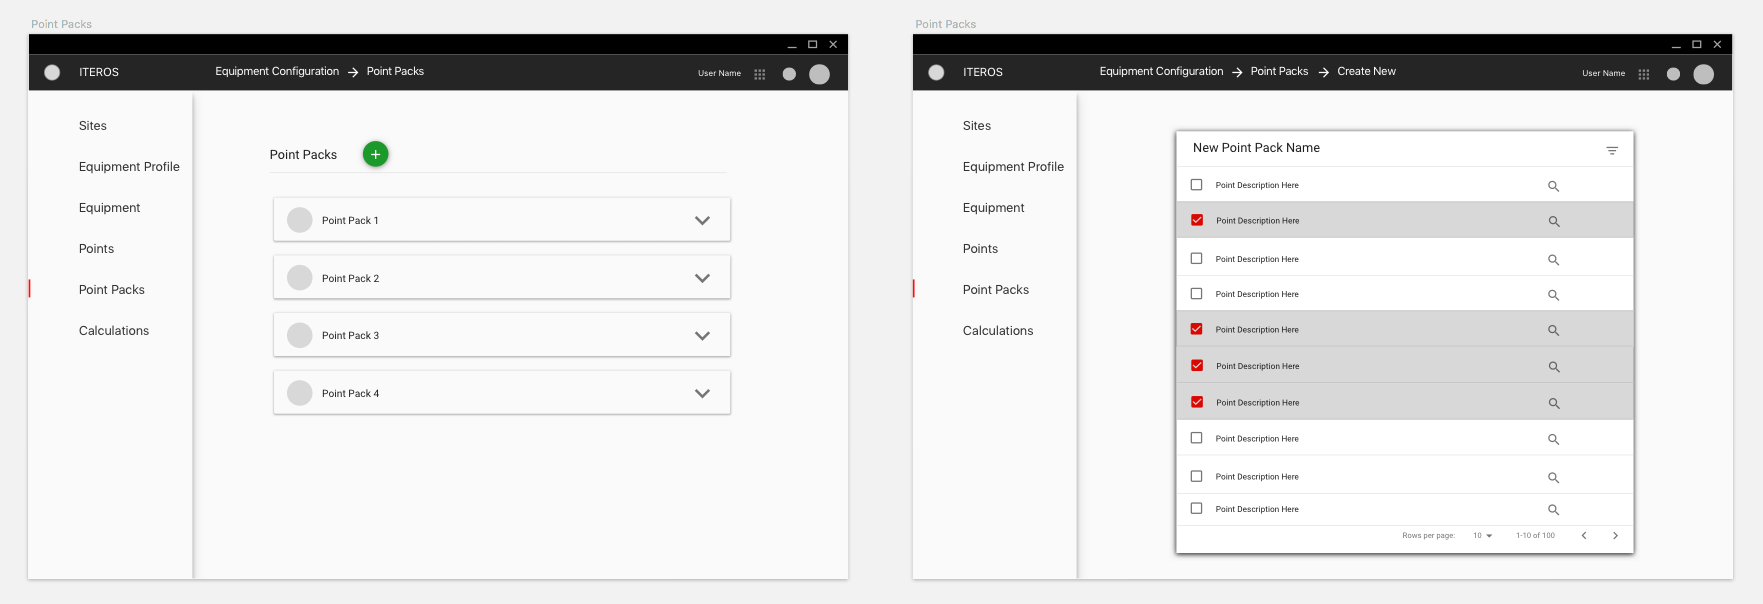 Point Packs
ITEROS
Equipment Configuration → Point Packs
User Name
Sites
Equipment Profile
Equipment
Points
Point Packs
Calculations
Point Packs
Point Pack 1
Point Pack 2
Point Pack 3
Point Pack 4
Point Packs
ITEROS
Equipment Configuration → Point Packs → Create New
User Name
Sites
Equipment Profile
Equipment
Points
Point Packs
Calculations
New Point Pack Name
Point Description Here
Point Description Here
Point Description Here
Point Description Here
Point Description Here
Point Description Here
Point Description Here
Point Description Here
Point Description Here
Point Description Here
Rows per page: 10 1-10 of 100